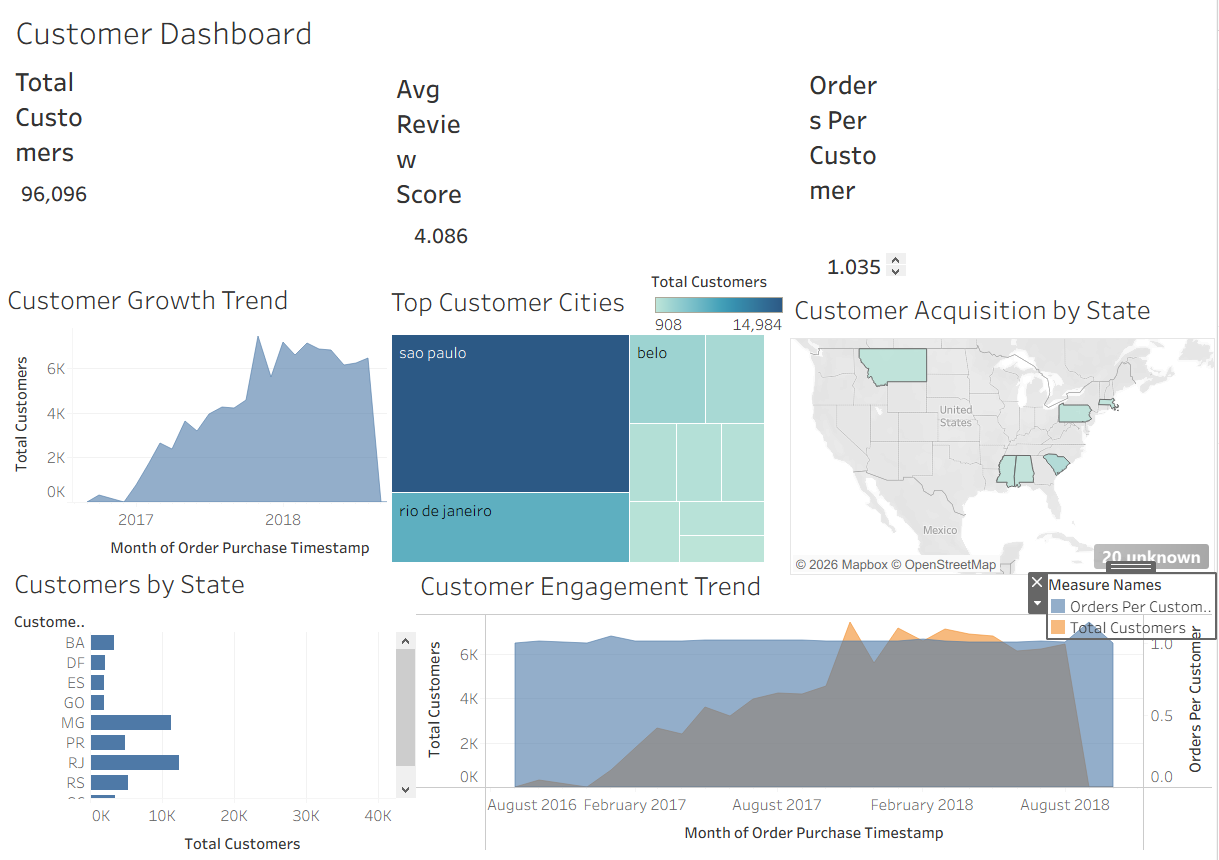 Customer Dashboard
Total
Custo
mers
96,096
Avg
Revie
w
Score
4.086
Order
s Per
Custo
mer
1.035
Customer Growth Trend
Total Customers
6K
4K
2K
0K
2017
2018
Month of Order Purchase Timestamp
Top Customer Cities
Total Customers
908
14,984
sao paulo
belo
rio de janeiro
Customer Acquisition by State
United
States
Mexico
© 2026 Mapbox © OpenStreetMap
20 unknown
Customers by State
Custome..
BA
DF
ES
GO
MG
PR
RJ
RS
0K
10K
20K
30K
40K
Total Customers
Customer Engagement Trend
Measure Names
Orders Per Custom..
Total Customers
Total Customers
6K
4K
2K
0K
1.0
0.5
0.0
Orders Per Customer
August 2016
February 2017
August 2017
February 2018
August 2018
Month of Order Purchase Timestamp